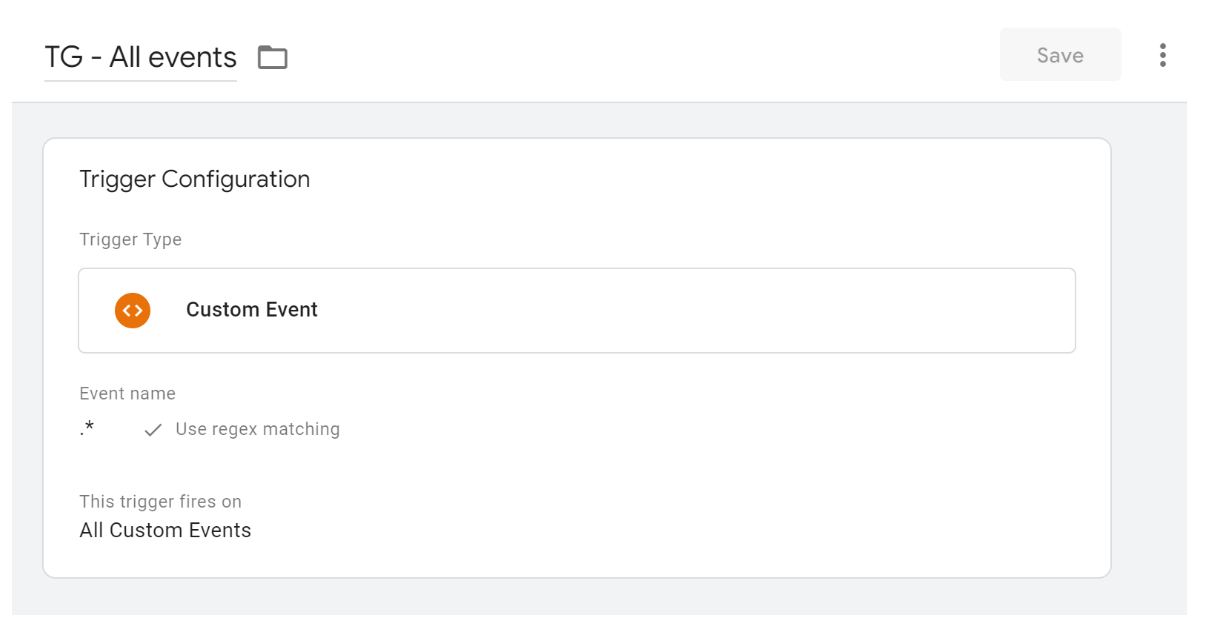 TG - All events
Save
Trigger Configuration
Trigger Type
Custom Event
Event name
.* Use regex matching
This trigger fires on
All Custom Events